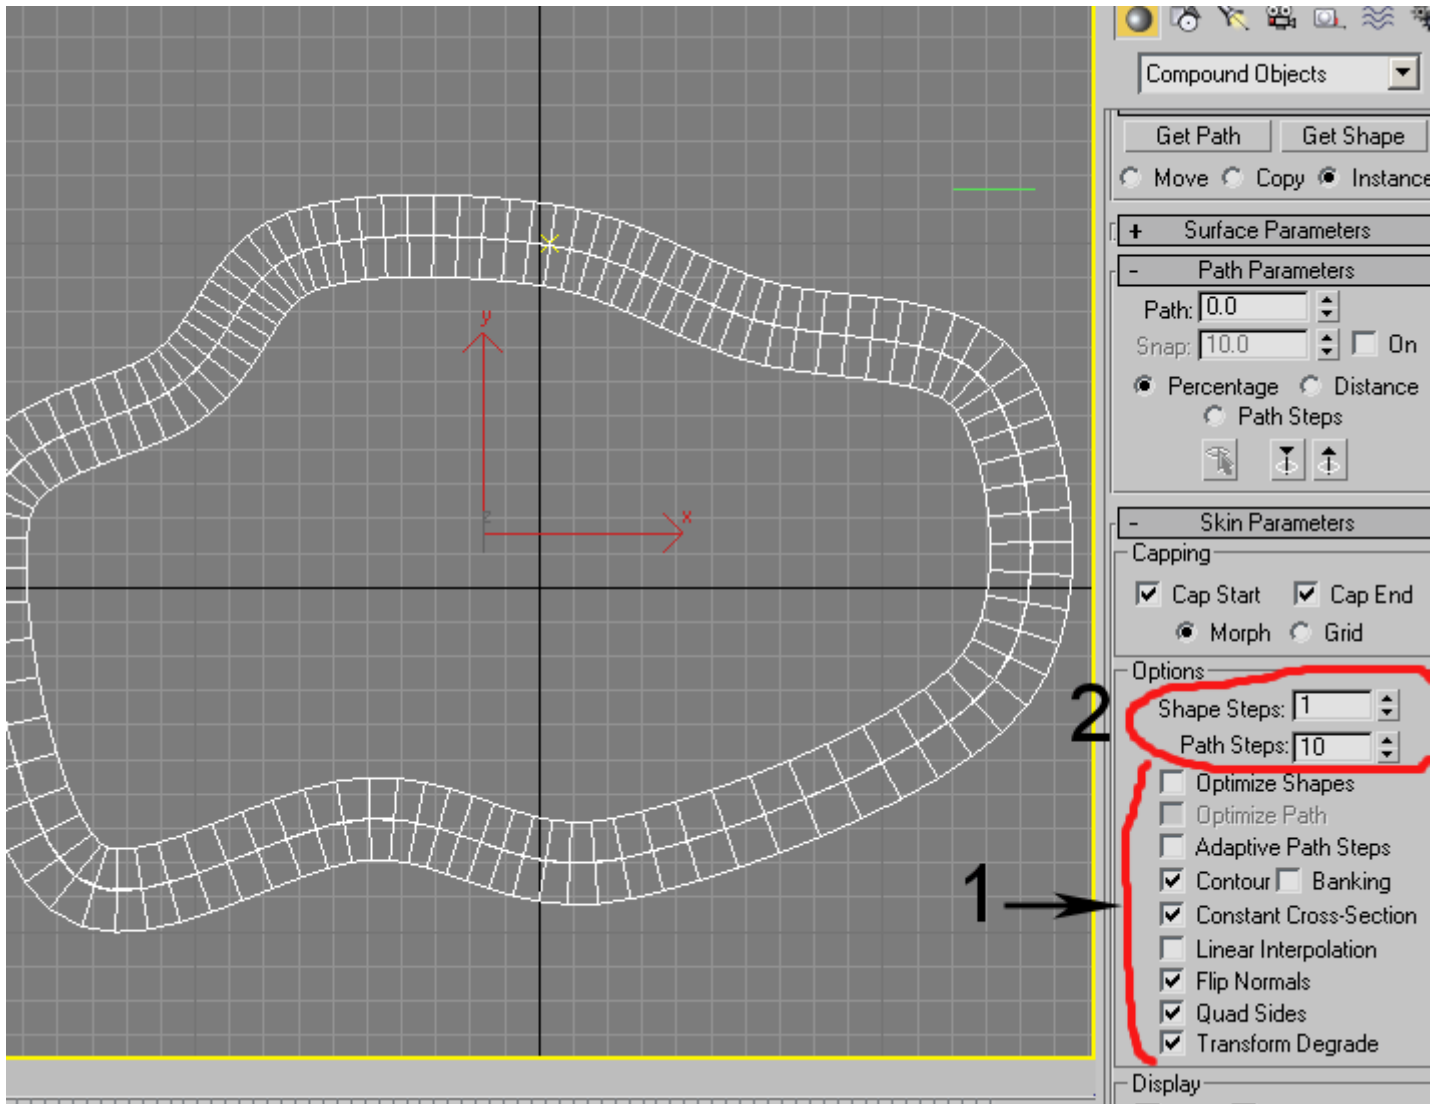 Compound Objects
Get Path Get Shape
Move Copy Instance
+ Surface Parameters
- Path Parameters
Path: 0.0
Snap: 10.0 On
Percentage Distance
Path Steps
- Skin Parameters
Capping
Cap Start Cap End
Morph Grid
Options
2
Shape Steps: 1
Path Steps: 10
Optimize Shapes
Optimize Path
Adaptive Path Steps
Contour Banking
1
Constant Cross-Section
Linear Interpolation
Flip Normals
Quad Sides
Transform Degrade
Display
y
x
z